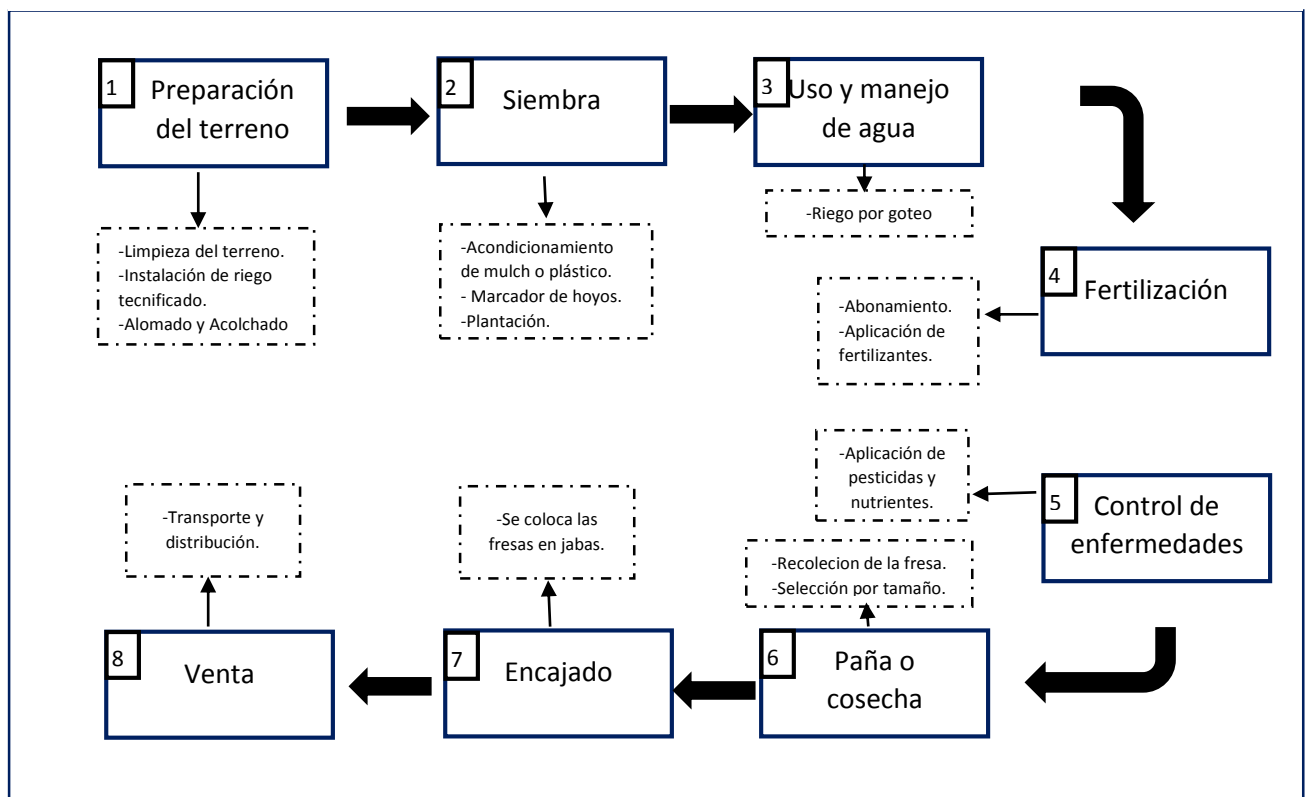 1
Preparación
del terreno
2
Siembra
3
Uso y manejo
de agua
-Limpieza del terreno.
-Instalación de riego
tecnificado.
-Alomado y Acolchado
-Acondicionamiento
de mulch o plástico.
- Marcador de hoyos.
-Plantación.
-Riego por goteo
4
Fertilización
-Abonamiento.
-Aplicación de
fertilizantes.
5
Control de
enfermedades
-Aplicación de
pesticidas y
nutrientes.
-Recolecion de la fresa.
-Selección por tamaño.
6
Paña o
cosecha
-Se coloca las
fresas en jabas.
7
Encajado
-Transporte y
distribución.
8
Venta